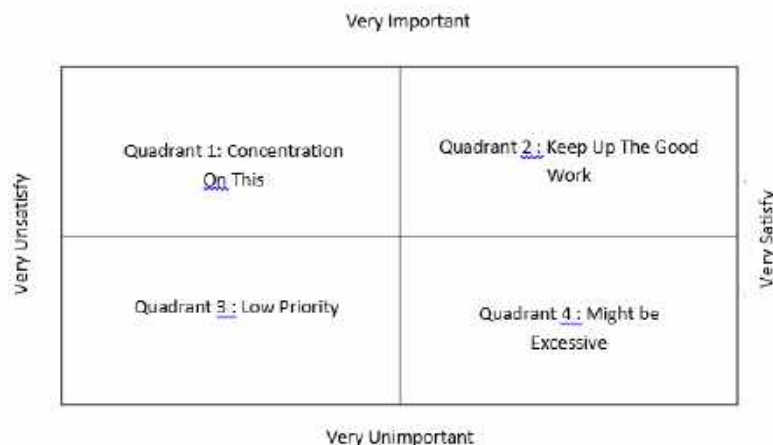 Very Important
Quadrant 1: Concentration
On This
Quadrant 2 : Keep Up The Good
Work
Very Unsatisfy
Very Satisfy
Quadrant 3 : Low Priority
Quadrant 4 : Might be
Excessive
Very Unimportant